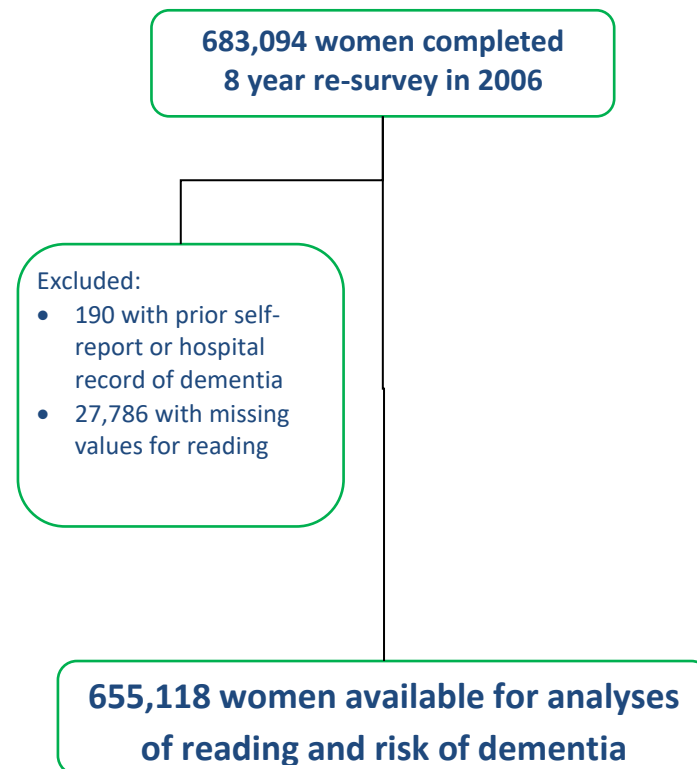 683,094 women completed
8 year re-survey in 2006
Excluded:
• 190 with prior self-
report or hospital
record of dementia
• 27,786 with missing
values for reading
655,118 women available for analyses
of reading and risk of dementia